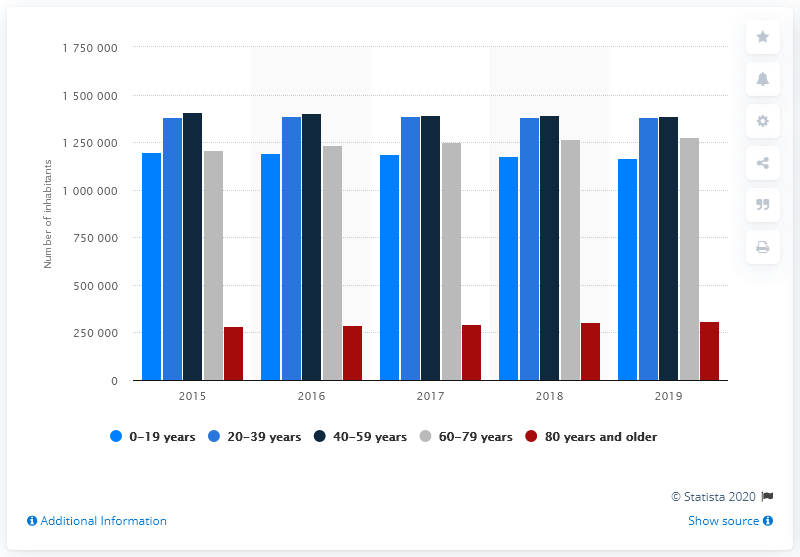 1 750 000
1 500 000
1 250 000
1 000 000
750 000
500 000
250 000
0
Number of inhabitants
2015 2016 2017 2018 2019
0-19 years 20-39 years 40-59 years 60-79 years 80 years and older
© Statista 2020
Additional Information Show source